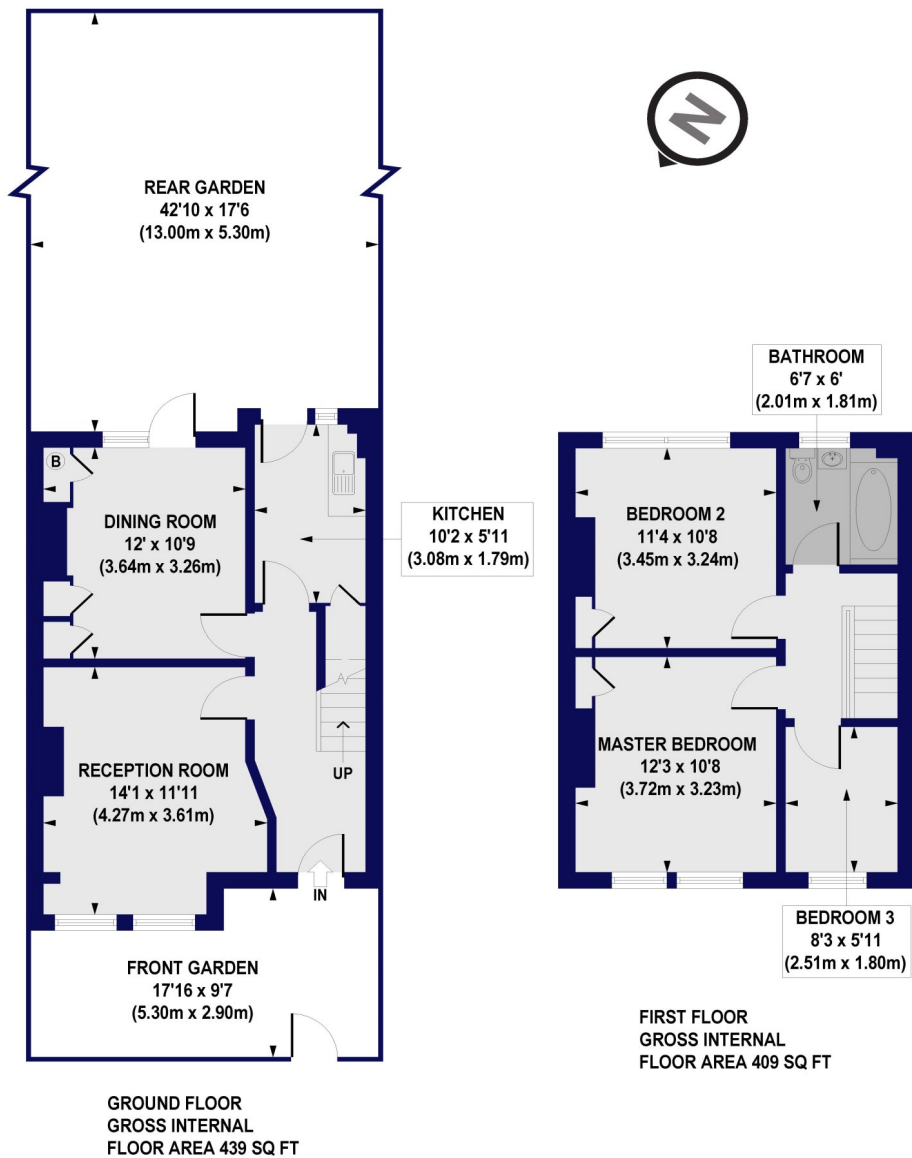 REAR GARDEN
42'10 x 17'6
(13.00m x 5.30m)
N
B
DINING ROOM
12' x 10'9
(3.64m x 3.26m)
KITCHEN
10'2 x 5'11
(3.08m x 1.79m)
RECEPTION ROOM
14'1 x 11'11
(4.27m x 3.61m)
UP
IN
FRONT GARDEN
17'16 x 9'7
(5.30m x 2.90m)
GROUND FLOOR
GROSS INTERNAL
FLOOR AREA 439 SQ FT
BATHROOM
6'7 x 6'
(2.01m x 1.81m)
BEDROOM 2
11'4 x 10'8
(3.45m x 3.24m)
MASTER BEDROOM
12'3 x 10'8
(3.72m x 3.23m)
BEDROOM 3
8'3 x 5'11
(2.51m x 1.80m)
FIRST FLOOR
GROSS INTERNAL
FLOOR AREA 409 SQ FT